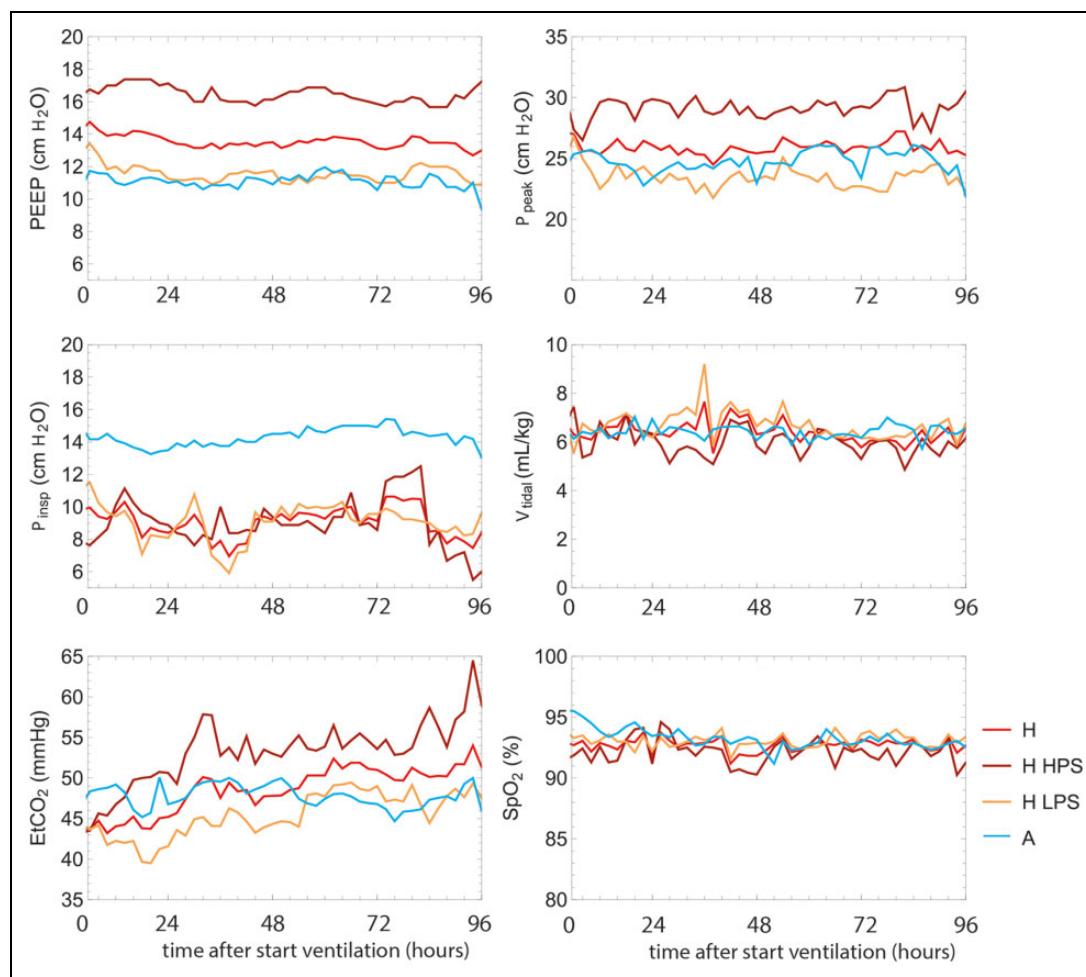 PEEP (cm H₂O)
20
18
16
14
12
10
8
6
0 24 48 72 96
P peak (cm H₂O)
35
30
25
20
0 24 48 72 96
P insp (cm H₂O)
20
18
16
14
12
10
8
6
0 24 48 72 96
V tidal (mL/kg)
10
8
6
4
2
0
0 24 48 72 96
EtCO₂ (mmHg)
65
60
55
50
45
40
35
0 24 48 72 96
time after start ventilation (hours)
SpO₂ (%)
100
95
90
85
80
0 24 48 72 96
time after start ventilation (hours)
H
H HPS
H LPS
A